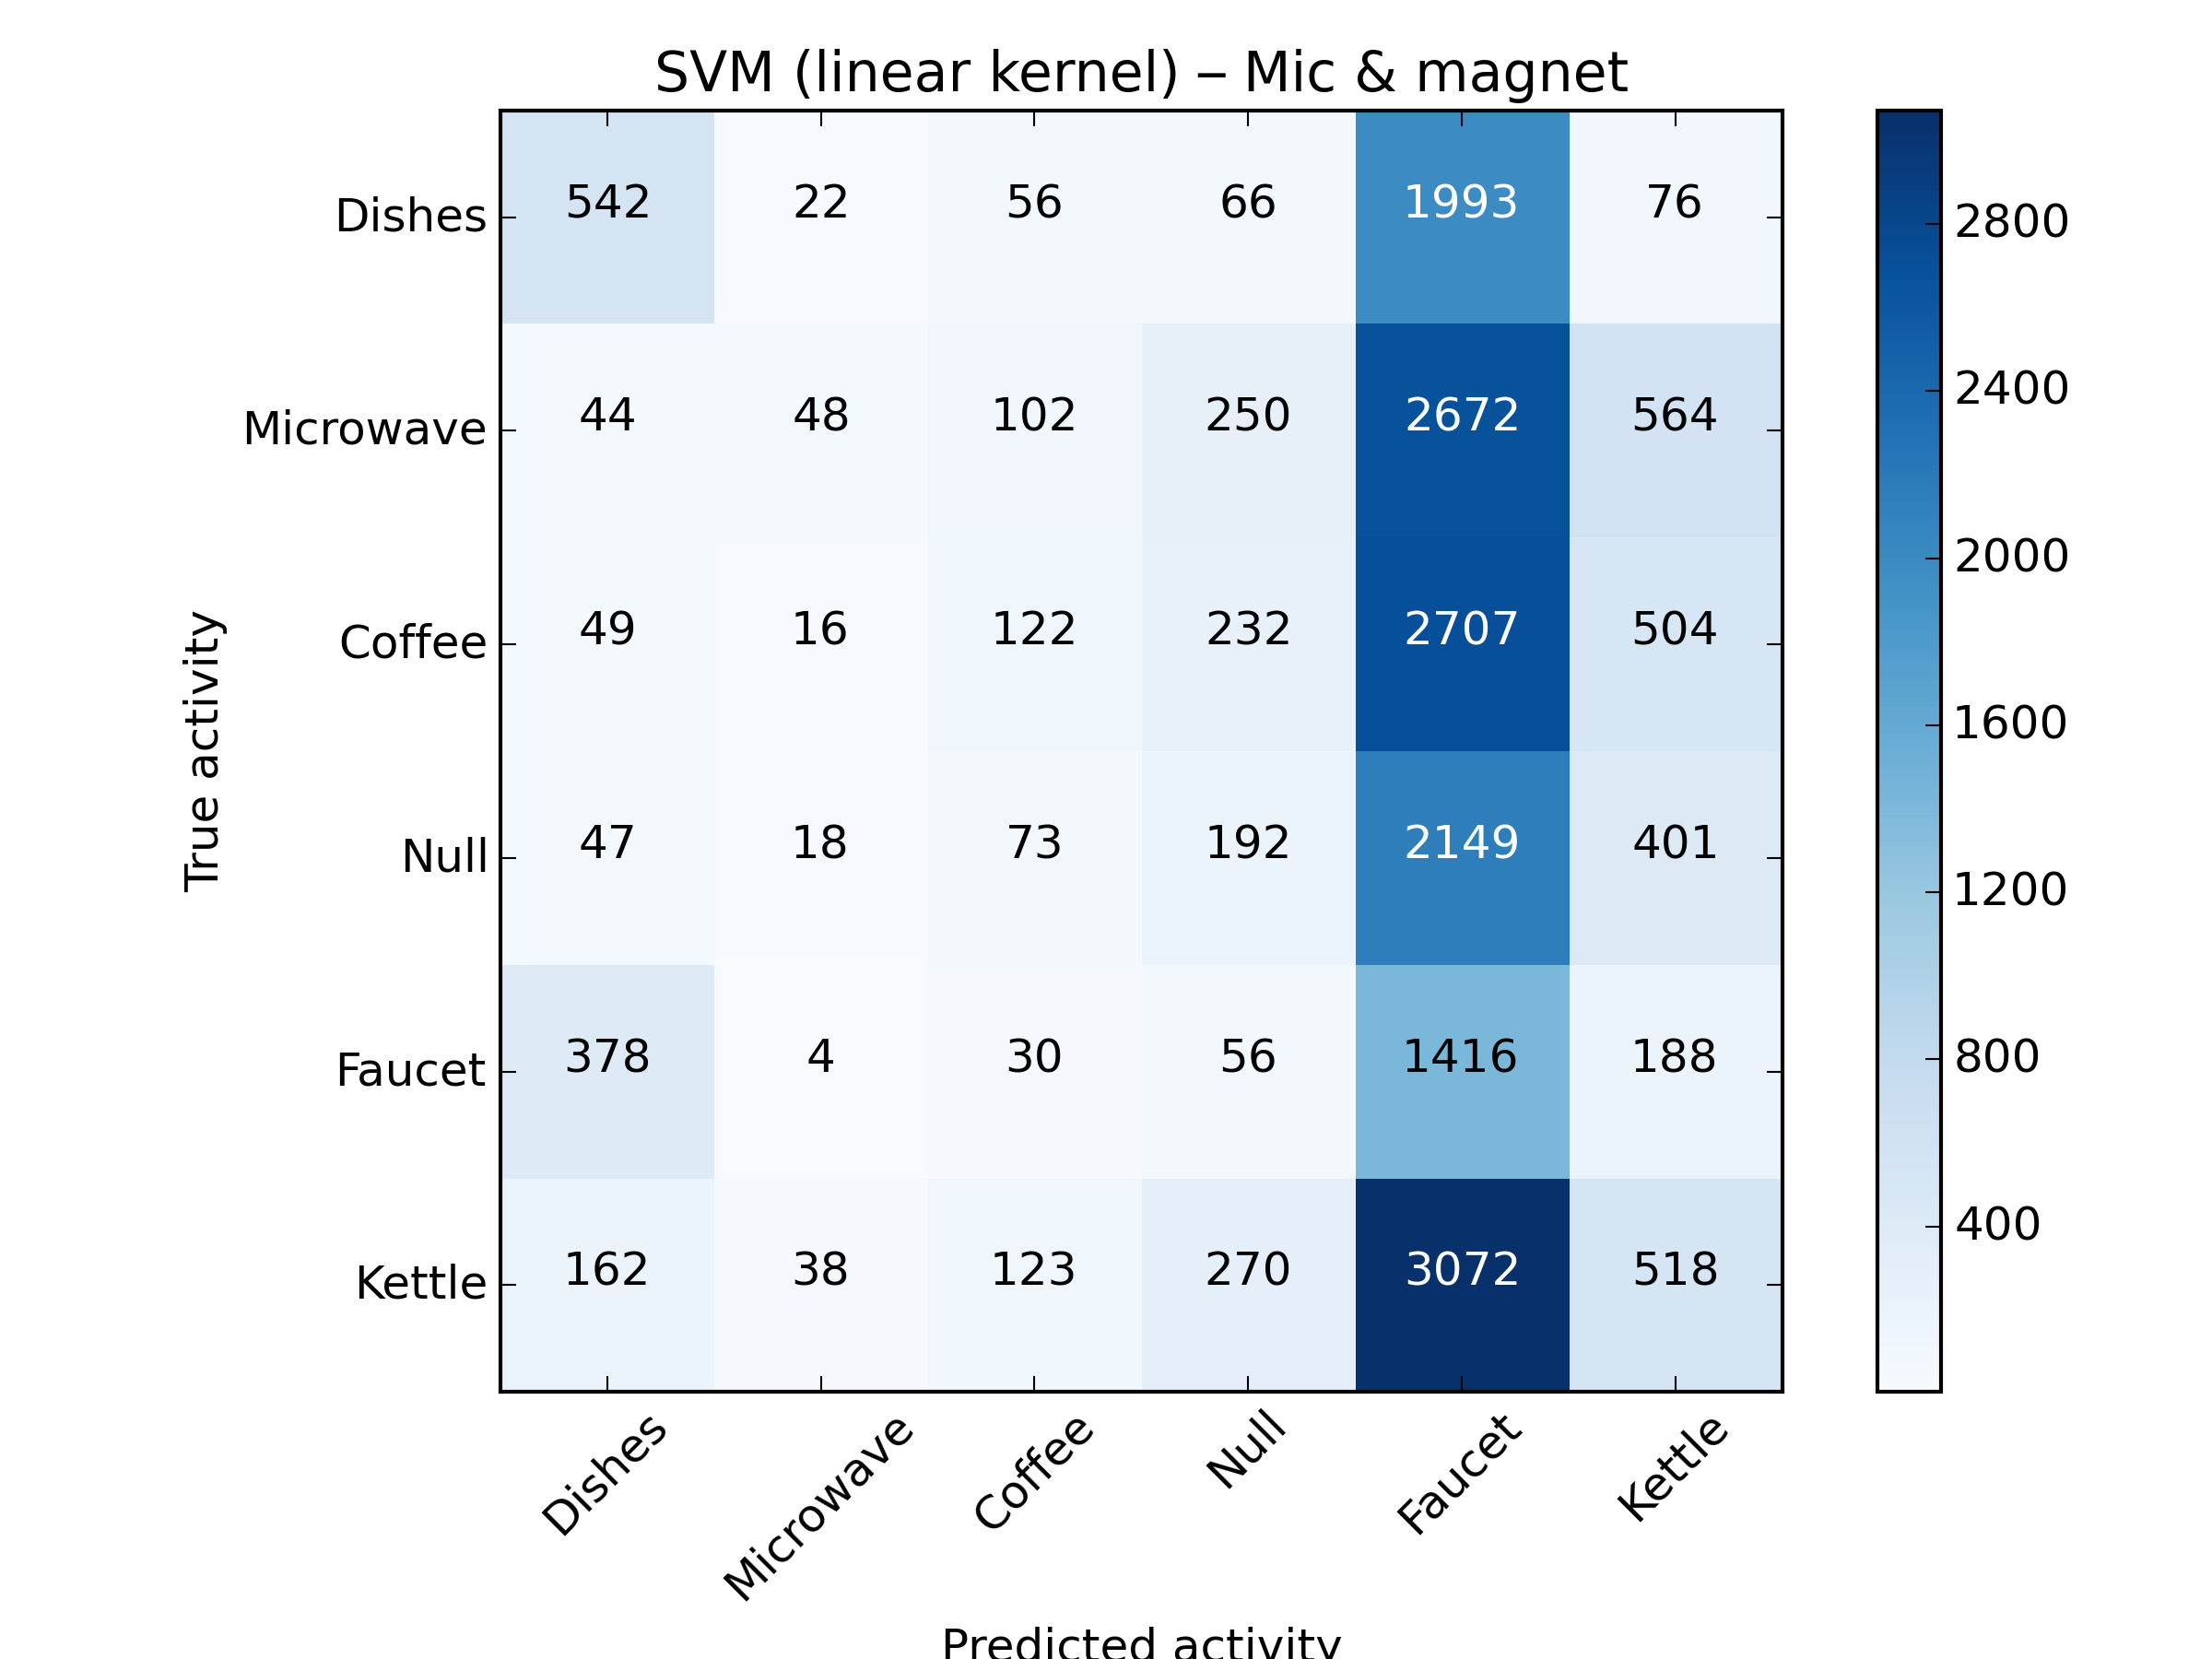 SVM (linear kernel) – Mic & magnet
Dishes 542 22 56 66 1993 76
Microwave 44 48 102 250 2672 564
Coffee 49 16 122 232 2707 504
Null 47 18 73 192 2149 401
Faucet 378 4 30 56 1416 188
Kettle 162 38 123 270 3072 518
True activity
Dishes Microwave Coffee Null Faucet Kettle
Predicted activity
2800
2400
2000
1600
1200
800
400